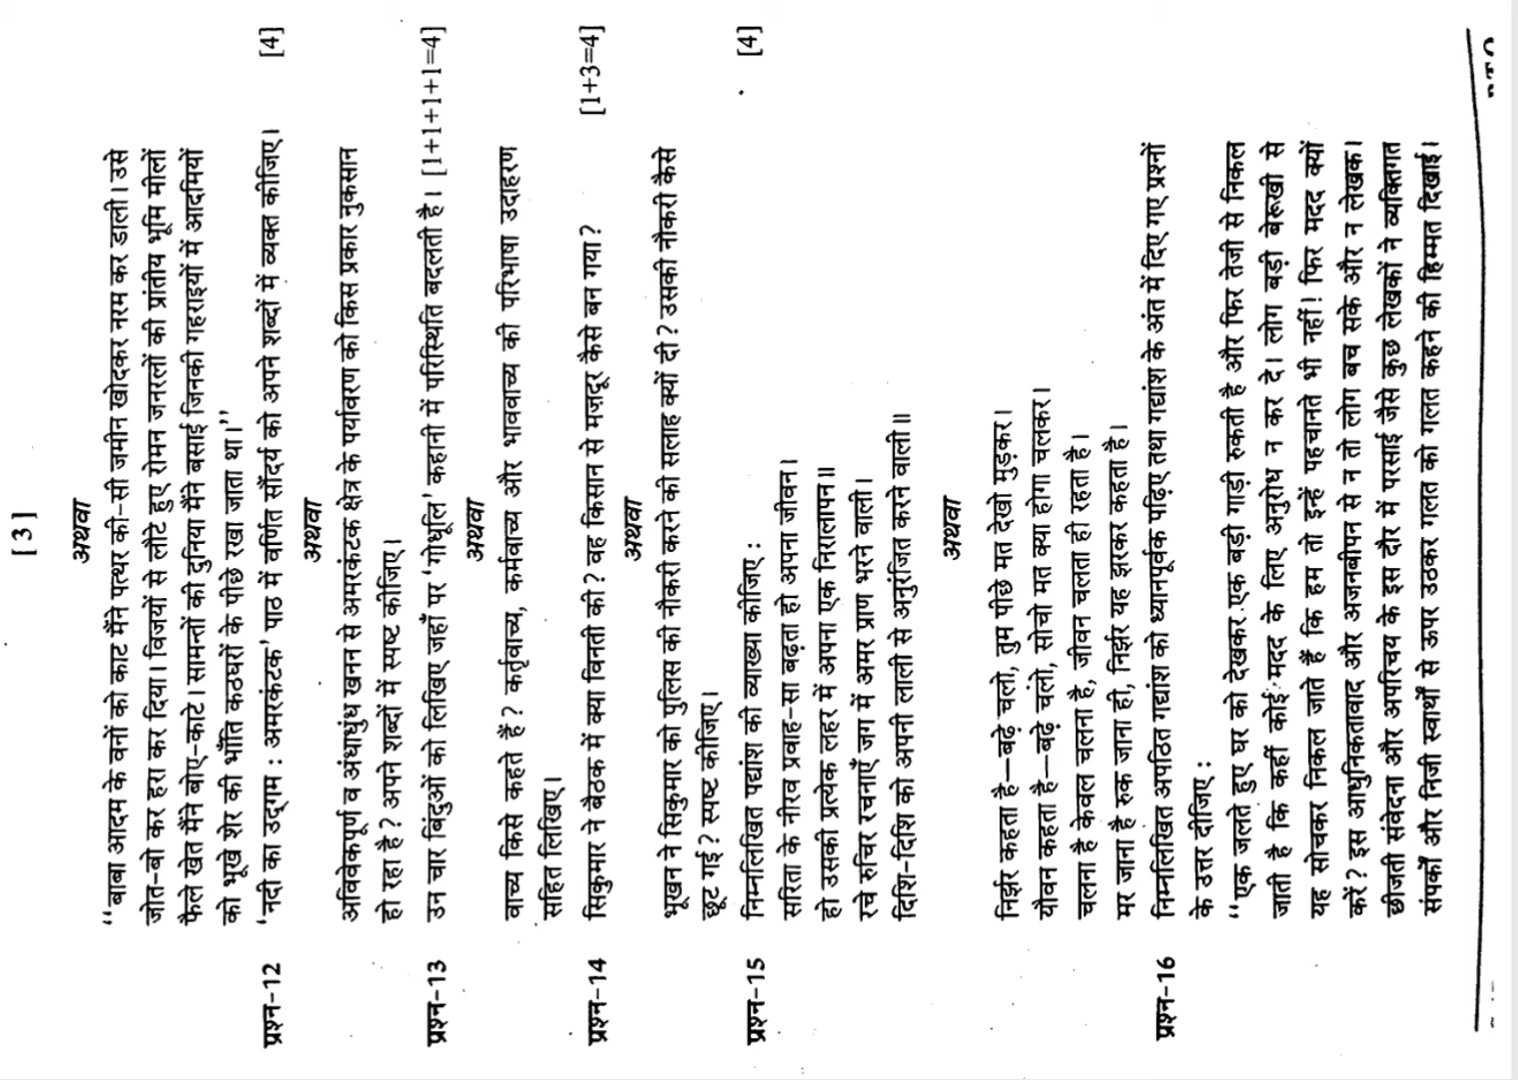 [3]
अथवा
"बाबा आदम के वनों को काट मैंने पत्थर की-सी जमीन खोदकर नरम कर डाली। उसे
जोत-बो कर हरा कर दिया।। विजयों से लौटे हुए रोमन जनरलों की प्रांतीय भूमि मीलों
फैले खेत मैंने बोए-काटे। सामन्तों की दुनिया मैंने बसाई जिनकी गहराइयों में आदमियों
को भूखे शेर की भाँति कठघरों के पीछे रखा जाता था।"
प्रश्न-12 'नदी का उद्गम : अमरकंटक' पाठ में वर्णित सौंदर्य को अपने शब्दों में व्यक्त कीजिए। [4]
अथवा
अविवेकपूर्ण व अंधाधुंध खनन से अमरकंटक क्षेत्र के पर्यावरण को किस प्रकार नुकसान
हो रहा है? अपने शब्दों में स्पष्ट कीजिए।
प्रश्न-13 उन चार बिंदुओं को लिखिए जहाँ पर 'गोधूलि' कहानी में परिस्थिति बदलती है। [1+1+1+1=4]
अथवा
वाच्य किसे कहते हैं? कर्तृवाच्य, कर्मवाच्य और भाववाच्य की परिभाषा उदाहरण
सहित लिखिए।
प्रश्न-14 सिकुमार ने बैठक में क्या विनती की? वह किसान से मजदूर कैसे बन गया? [1+3=4]
अथवा
भूखन ने सिकुमार को पुलिस की नौकरी करने की सलाह क्यों दी? उसकी नौकरी कैसे
छूट गई? स्पष्ट कीजिए।
प्रश्न-15 निम्नलिखित पद्यांश की व्याख्या कीजिए : [4]
सरिता के नीरव प्रवाह-सा बढ़ता हो अपना जीवन।
हो उसकी प्रत्येक लहर में अपना एक निरालापन॥
रचे रुचिर रचनाएँ जग में अमर प्राण भरने वाली।
दिशि-दिशि को अपनी लाली से अनुरंजित करने वाली॥
अथवा
निर्झर कहता है—बढ़े चलो, तुम पीछे मत देखो मुड़कर।
यौवन कहता है—बढ़े चलो, सोचो मत क्या होगा चलकर।
चलना है केवल चलना है, जीवन चलता ही रहता है।
मर जाना है रुक जाना ही, निर्झर यह झरकर कहता है।
प्रश्न-16 निम्नलिखित अपठित गद्यांश को ध्यानपूर्वक पढ़िए तथा गद्यांश के अंत में दिए गए प्रश्नों
के उत्तर दीजिए :
"एक जलते हुए घर को देखकर एक बड़ी गाड़ी रुकती है और फिर तेजी से निकल
जाती है कि कहीं कोई मदद के लिए अनुरोध न कर दे। लोग बड़ी बेरूखी से
यह सोचकर निकल जाते हैं कि हम तो इन्हें पहचानते भी नहीं! फिर मदद क्यों
करें? इस आधुनिकतावाद और अजनबीपन से न तो लोग बच सके और न लेखक।
छीजती संवेदना और अपरिचय के इस दौर में परसाई जैसे कुछ लेखकों ने व्यक्तिगत
संपर्कों और निजी स्वार्थों से ऊपर उठकर गलत को गलत कहने की हिम्मत दिखाई।